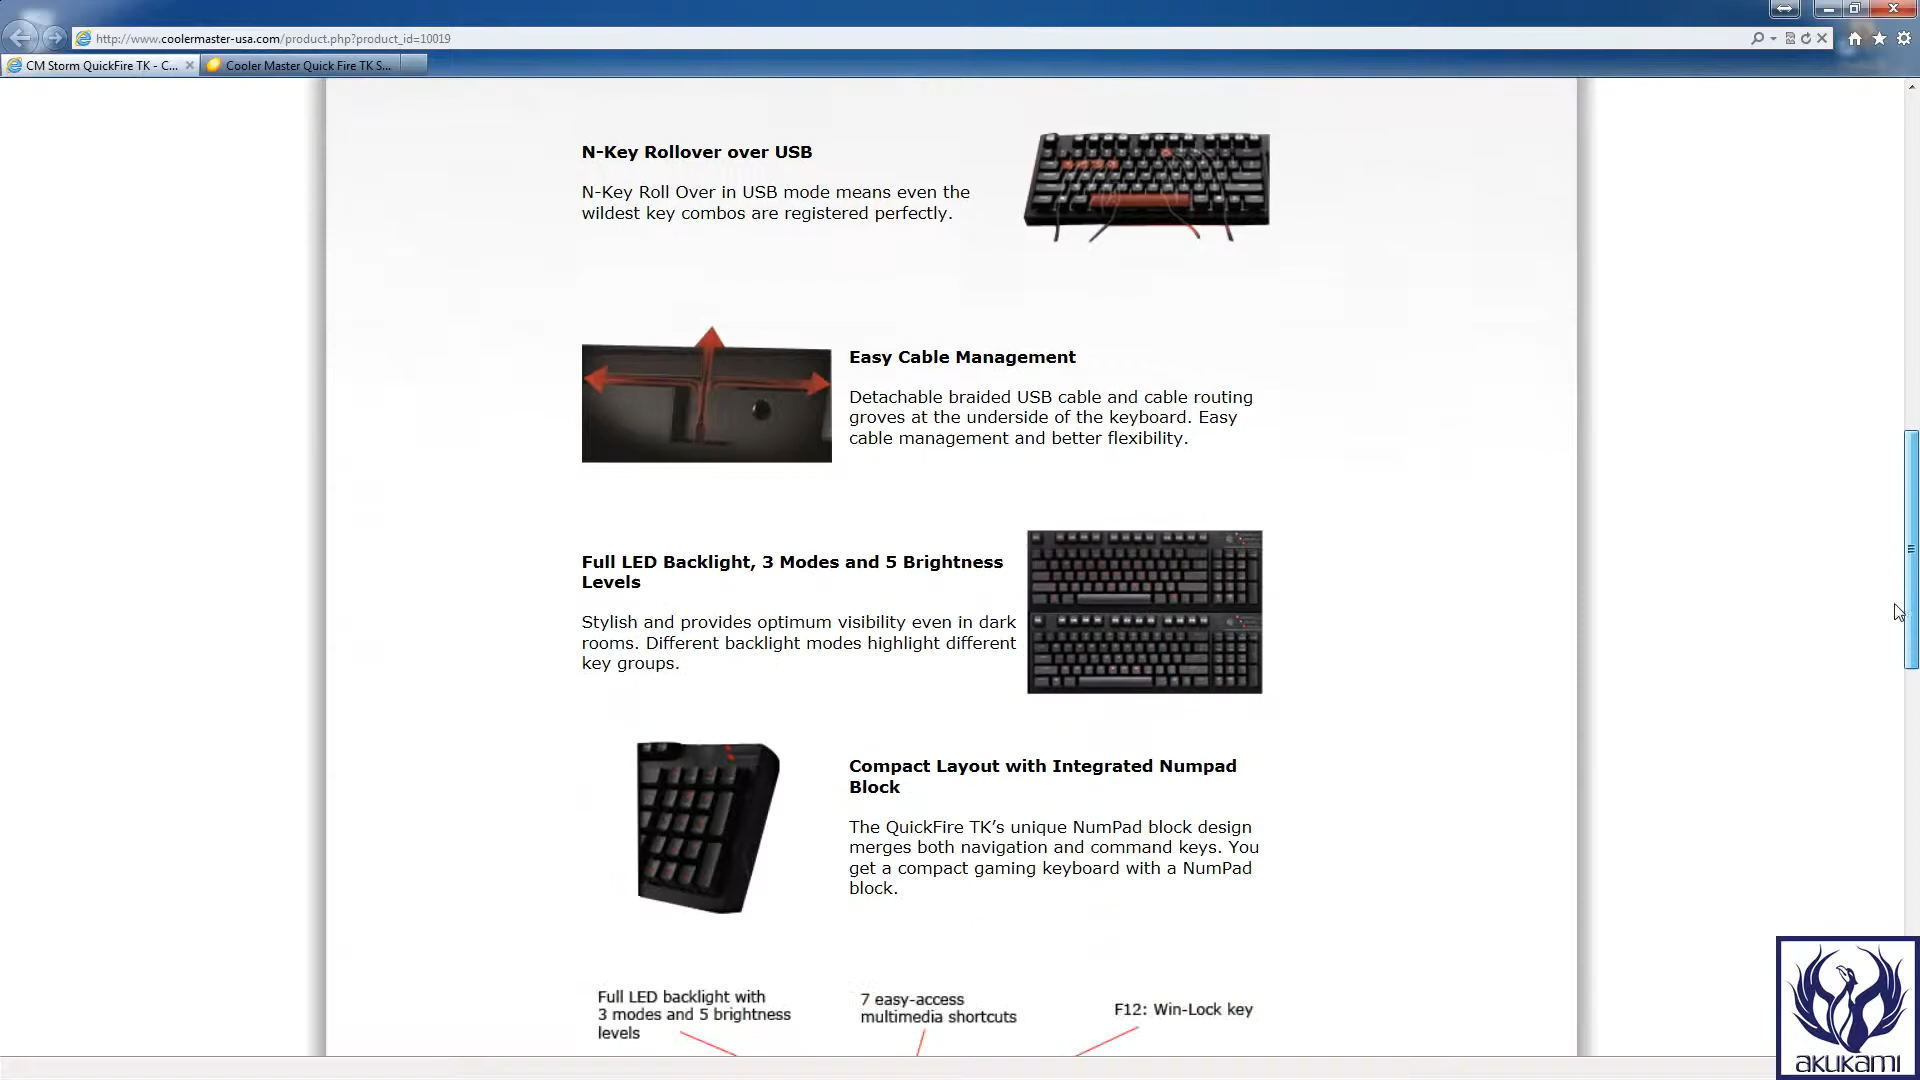 http://www.coolermaster-usa.com/product.php?product_id=10019
CM Storm QuickFire TK - C...
Cooler Master Quick Fire TK S...
N-Key Rollover over USB
N-Key Roll Over in USB mode means even the
wildest key combos are registered perfectly.
Easy Cable Management
Detachable braided USB cable and cable routing
groves at the underside of the keyboard. Easy
cable management and better flexibility.
Full LED Backlight, 3 Modes and 5 Brightness
Levels
Stylish and provides optimum visibility even in dark
rooms. Different backlight modes highlight different
key groups.
Compact Layout with Integrated Numpad
Block
The QuickFire TK’s unique NumPad block design
merges both navigation and command keys. You
get a compact gaming keyboard with a NumPad
block.
Full LED backlight with
3 modes and 5 brightness
levels
7 easy-access
multimedia shortcuts
F12: Win-Lock key
akukami